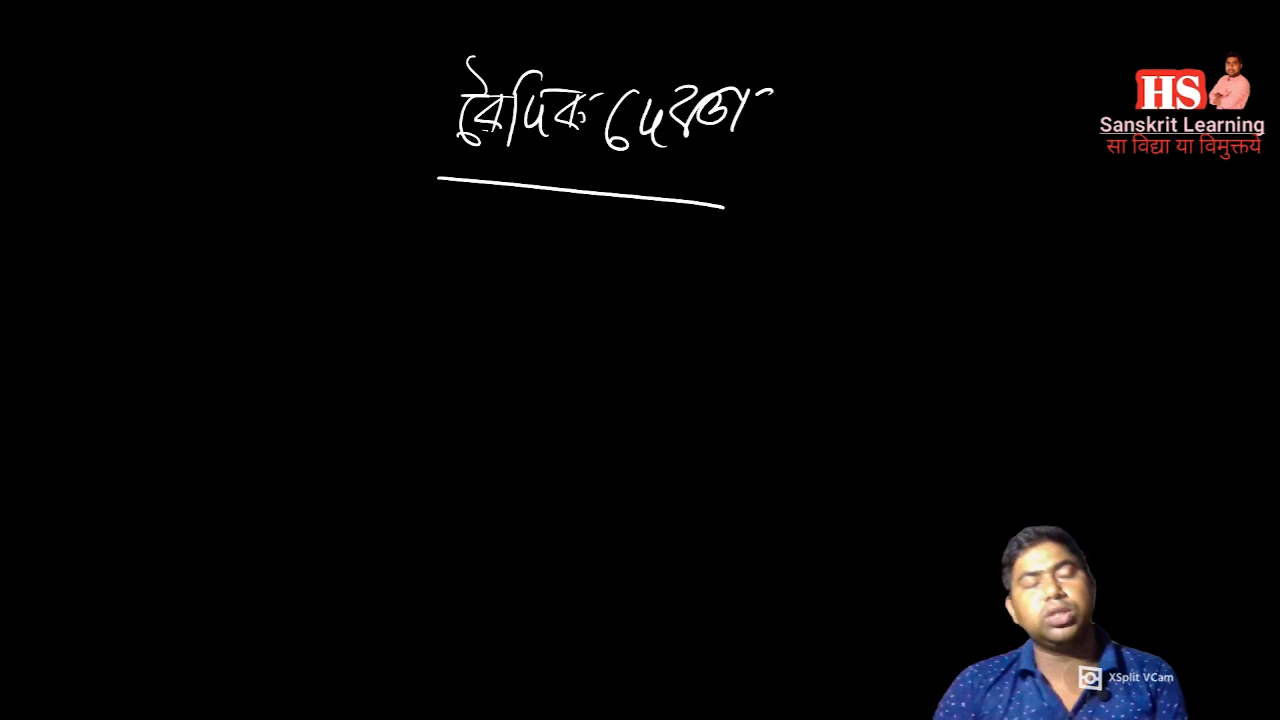 বৈদিক দেবতা
HS
Sanskrit Learning
सा विद्या या विमुक्तये
XSplit VCam